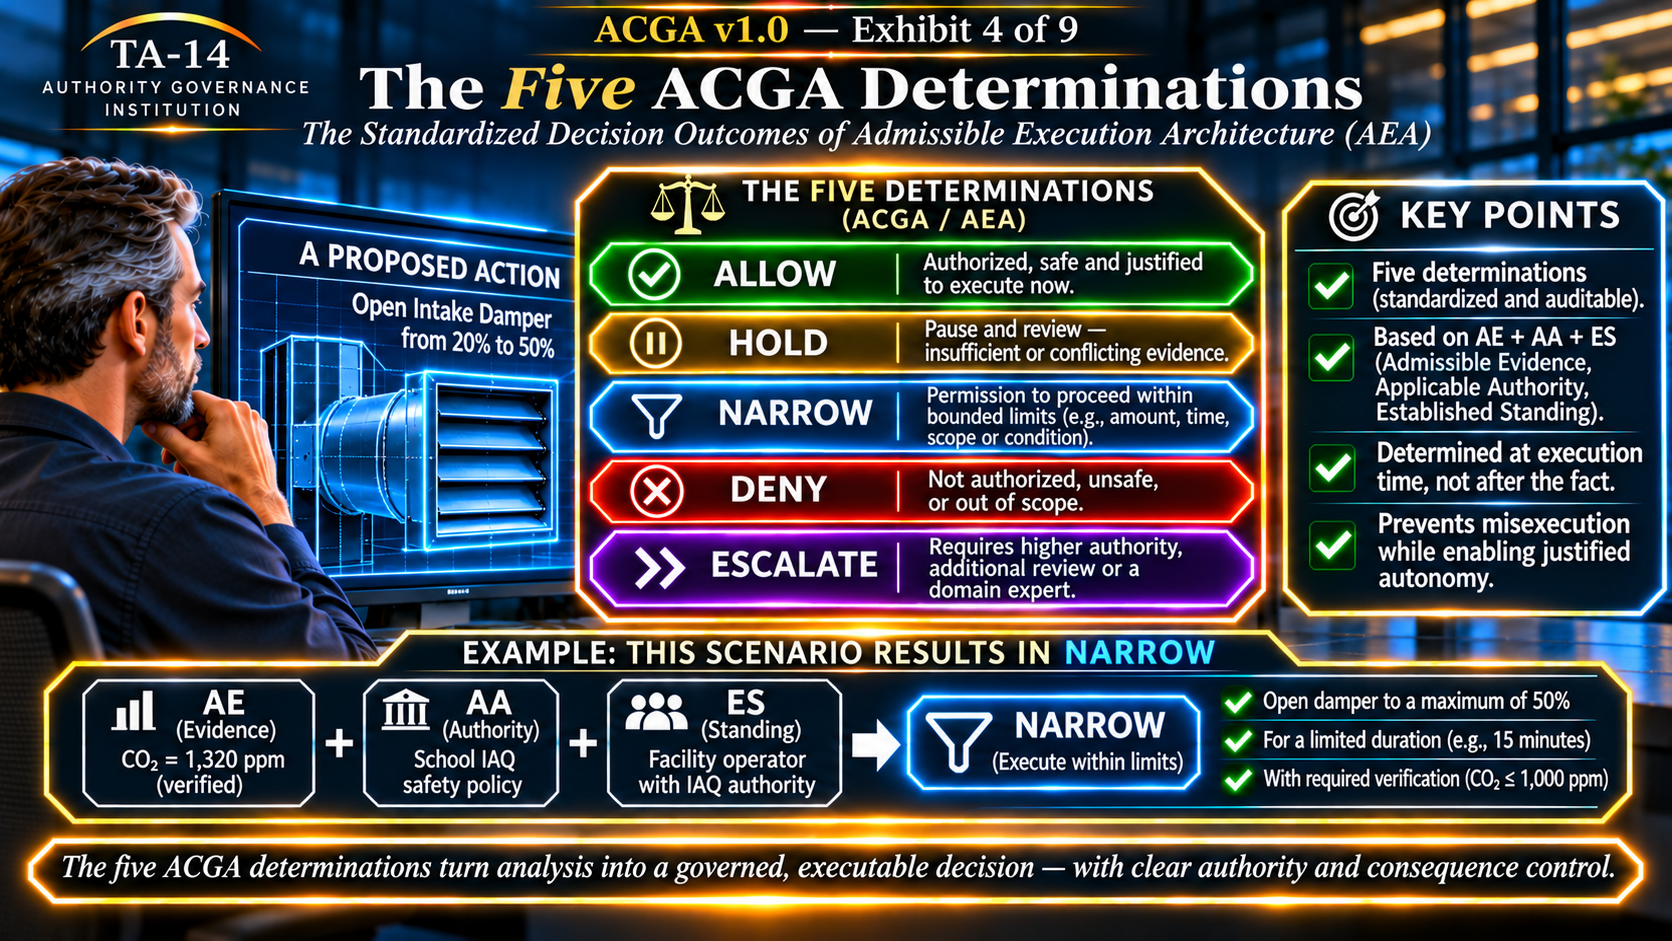 TA-14
AUTHORITY GOVERNANCE
INSTITUTION
ACGA v1.0 — Exhibit 4 of 9
The Five ACGA Determinations
The Standardized Decision Outcomes of Admissible Execution Architecture (AEA)
A PROPOSED ACTION
Open Intake Damper
from 20% to 50%
THE FIVE DETERMINATIONS
(ACGA / AEA)
ALLOW
Authorized, safe and justified
to execute now.
HOLD
Pause and review —
insufficient or conflicting evidence.
NARROW
Permission to proceed within
bounded limits (e.g., amount, time,
scope or condition).
DENY
Not authorized, unsafe,
or out of scope.
ESCALATE
Requires higher authority,
additional review or a
domain expert.
KEY POINTS
Five determinations
(standardized and auditable).
Based on AE + AA + ES
(Admissible Evidence,
Applicable Authority,
Established Standing).
Determined at execution
time, not after the fact.
Prevents misexecution
while enabling justified
autonomy.
EXAMPLE: THIS SCENARIO RESULTS IN NARROW
AE
(Evidence)
CO₂ = 1,320 ppm
(verified)
+
AA
(Authority)
School IAQ
safety policy
+
ES
(Standing)
Facility operator
with IAQ authority
NARROW
(Execute within limits)
Open damper to a maximum of 50%
For a limited duration (e.g., 15 minutes)
With required verification (CO₂ ≤ 1,000 ppm)
The five ACGA determinations turn analysis into a governed, executable decision — with clear authority and consequence control.